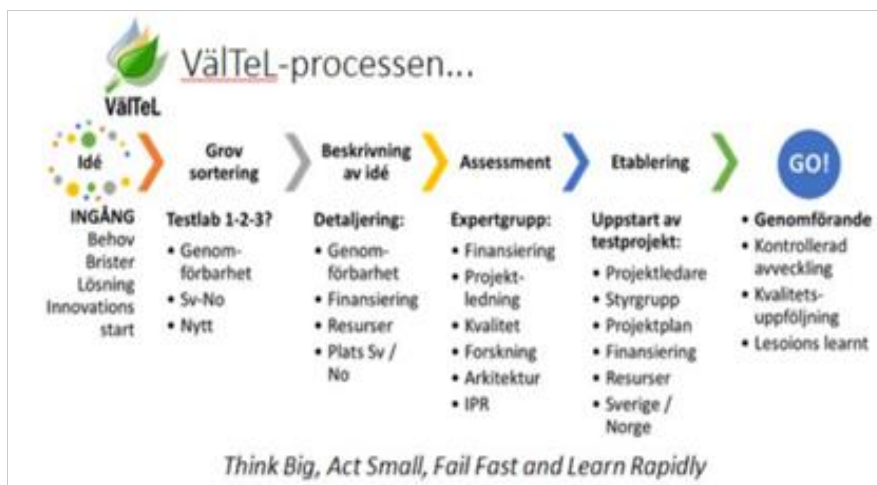 VälTeL-processen...
VälTeL
Idé
INGÅNG
Behov
Brister
Lösning
Innovations
start
Grov
sortering
Testlab 1-2-3?
• Genom-
förbarhet
• Sv-No
• Nytt
Beskrivning
av idé
Detaljering:
• Genom-
förbarhet
• Finansiering
• Resurser
• Plats Sv /
No
Assessment
Expertgrupp:
• Finansiering
• Projekt-
ledning
• Kvalitet
• Forskning
• Arkitektur
• IPR
Etablering
Uppstart av
testprojekt:
• Projektledare
• Styrgrupp
• Projektplan
• Finansiering
• Resurser
• Sverige /
Norge
GO!
• Genomförande
• Kontrollerad
avveckling
• Kvalitets-
uppföljning
• Lesoions learnt
Think Big, Act Small, Fail Fast and Learn Rapidly